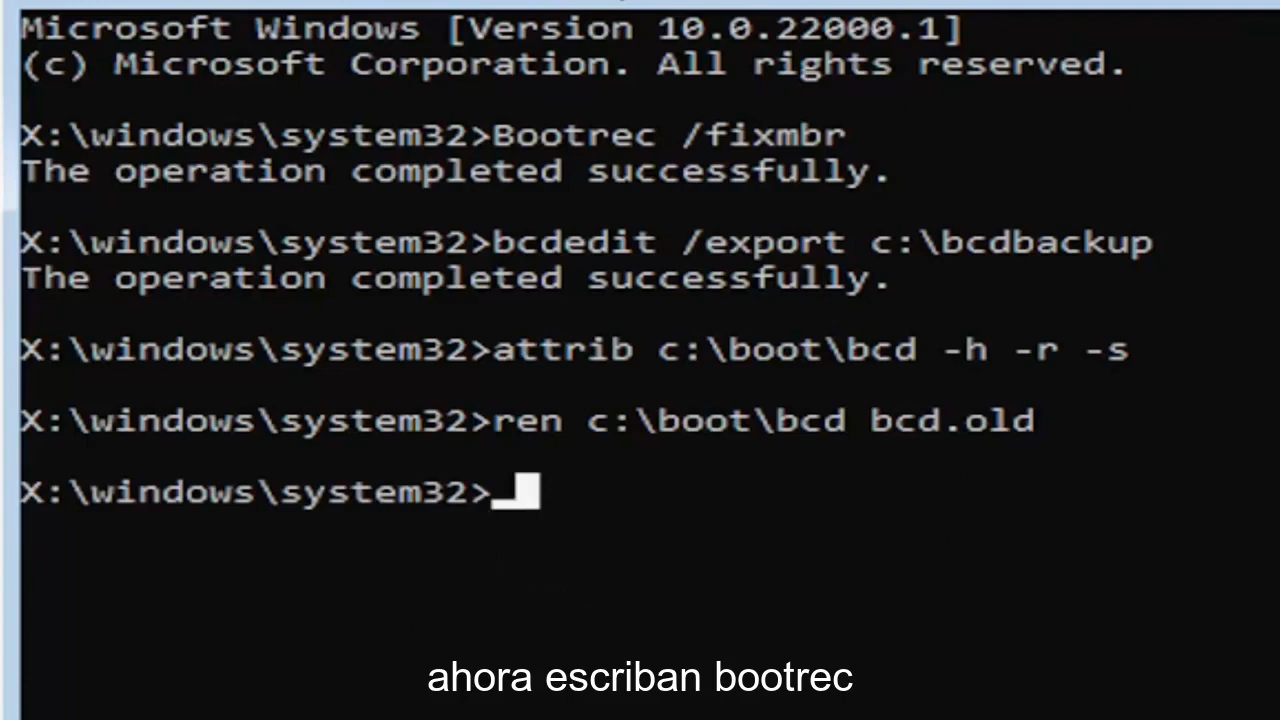 Microsoft Windows [Version 10.0.22000.1]
(c) Microsoft Corporation. All rights reserved.
X:\windows\system32>Bootrec /fixmbr
The operation completed successfully.
X:\windows\system32>bcdedit /export c:\bcdbackup
The operation completed successfully.
X:\windows\system32>attrib c:\boot\bcd -h -r -s
X:\windows\system32>ren c:\boot\bcd bcd.old
X:\windows\system32>
ahora escriban bootrec